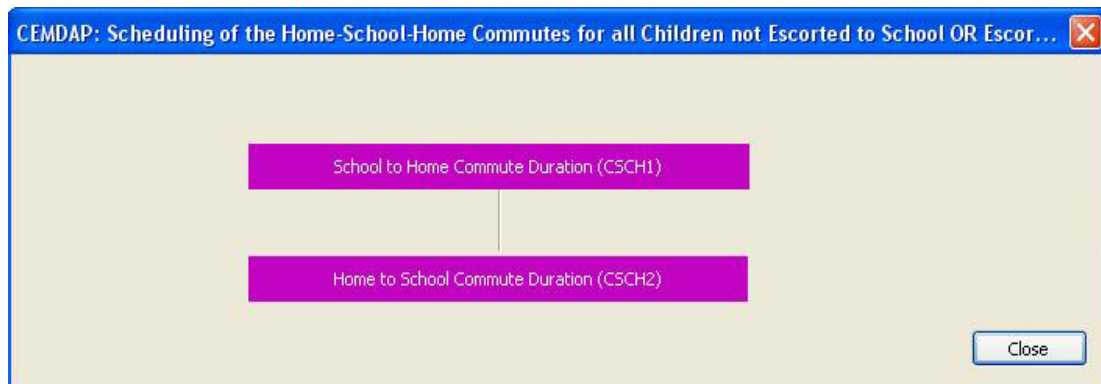 CEMDAP: Scheduling of the Home-School-Home Commutes for all Children not Escorted to School OR Escor...
School to Home Commute Duration (CSCH1)
Home to School Commute Duration (CSCH2)
Close